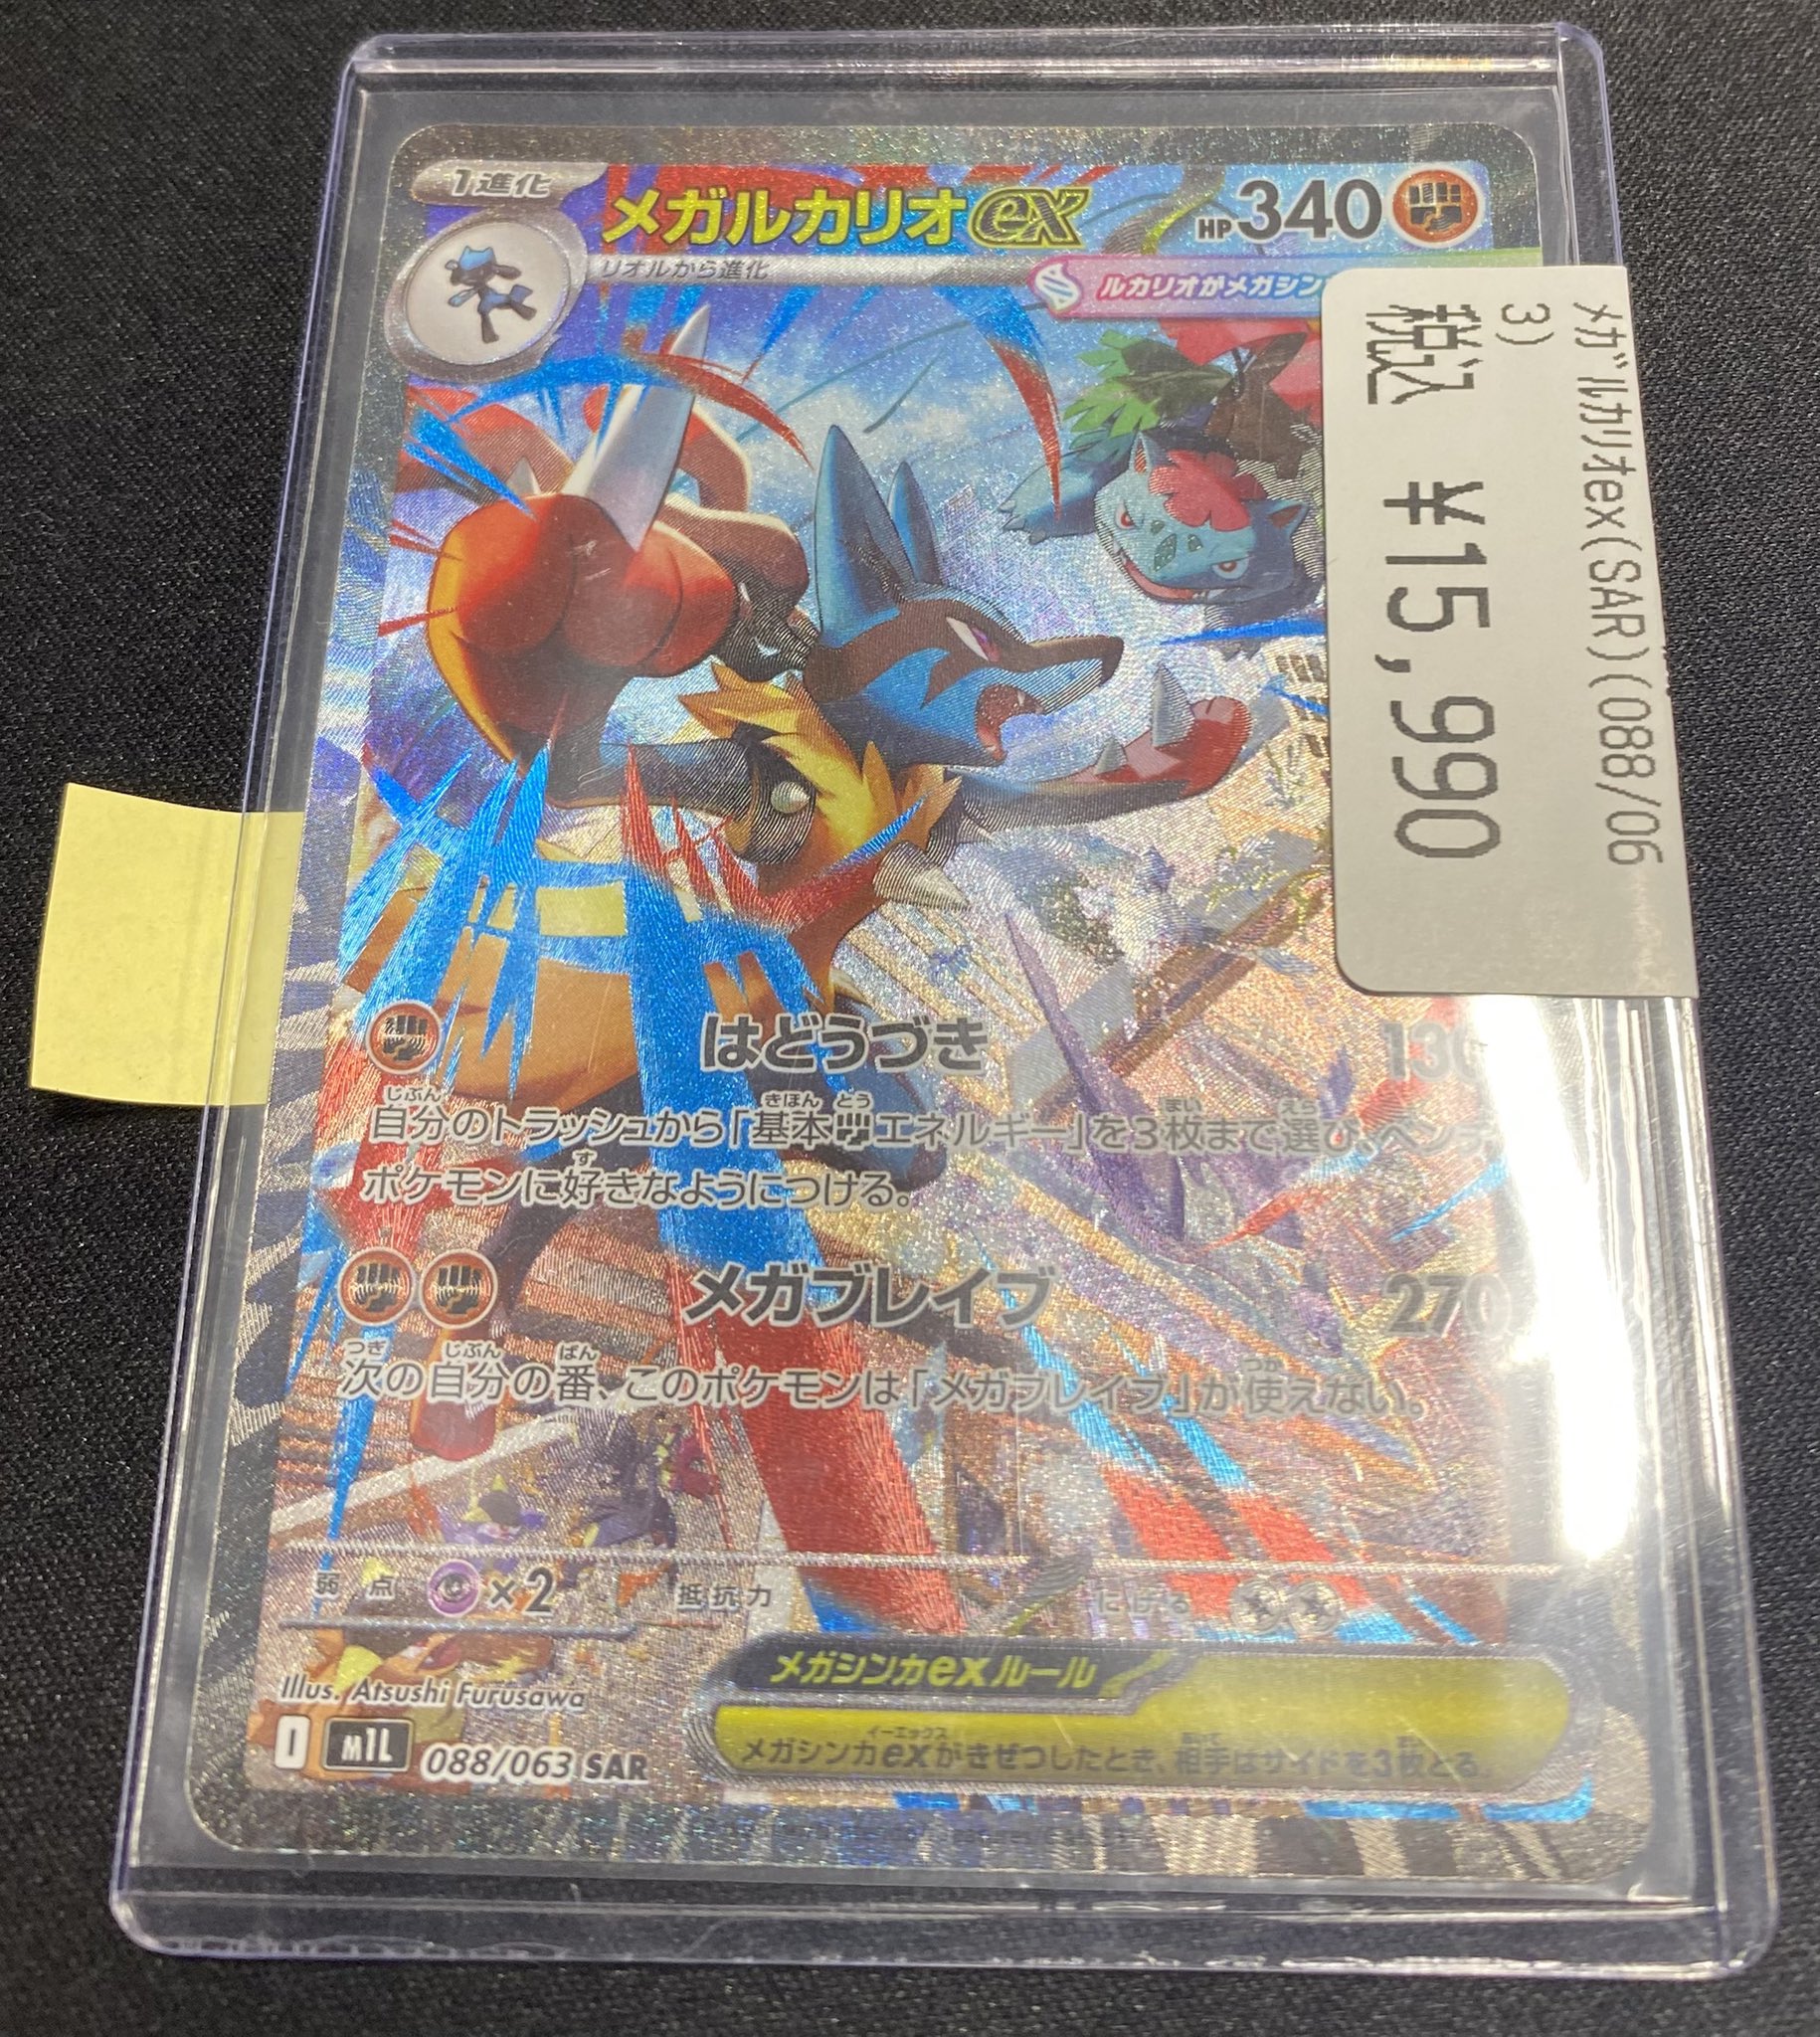 1進化
メガルカリオex
HP340
リオルから進化
ルカリオがメガシン
メガルカリオex(SAR)(088/06
3)
税込 ¥15,990
はどうづき 130
自分のトラッシュから「基本闘エネルギー」を3枚まで選び、ベンチ
ポケモンに好きなようにつける。
メガブレイブ 270
次の自分の番、このポケモンは「メガブレイブ」が使えない。
弱点 ×2 抵抗力 にげる
メガシンカexルール
メガシンカexがきぜつしたとき、相手はサイドを3枚とる。
Illus. Atsushi Furusawa
I M1L 088/063 SAR